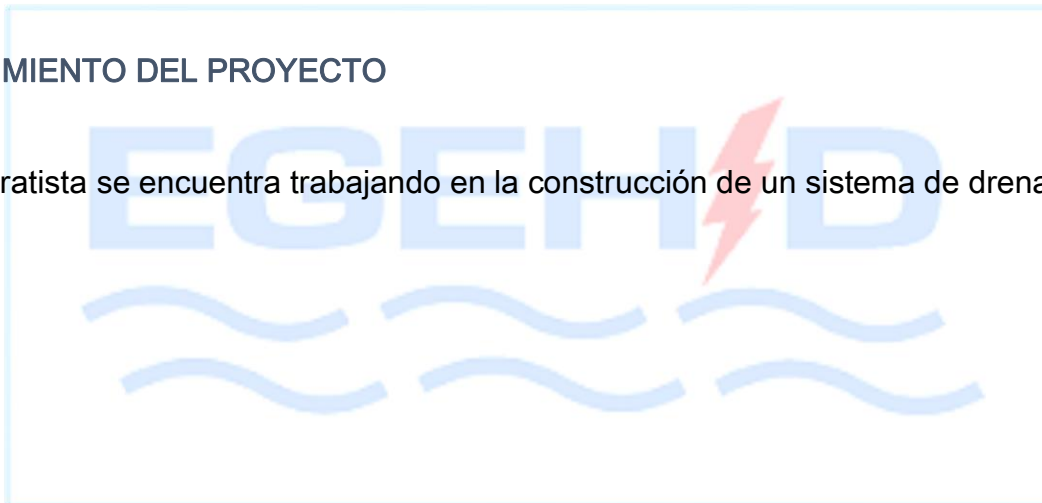 MIENTO DEL PROYECTO
EGEHID
ratista se encuentra trabajando en la construcción de un sistema de drena